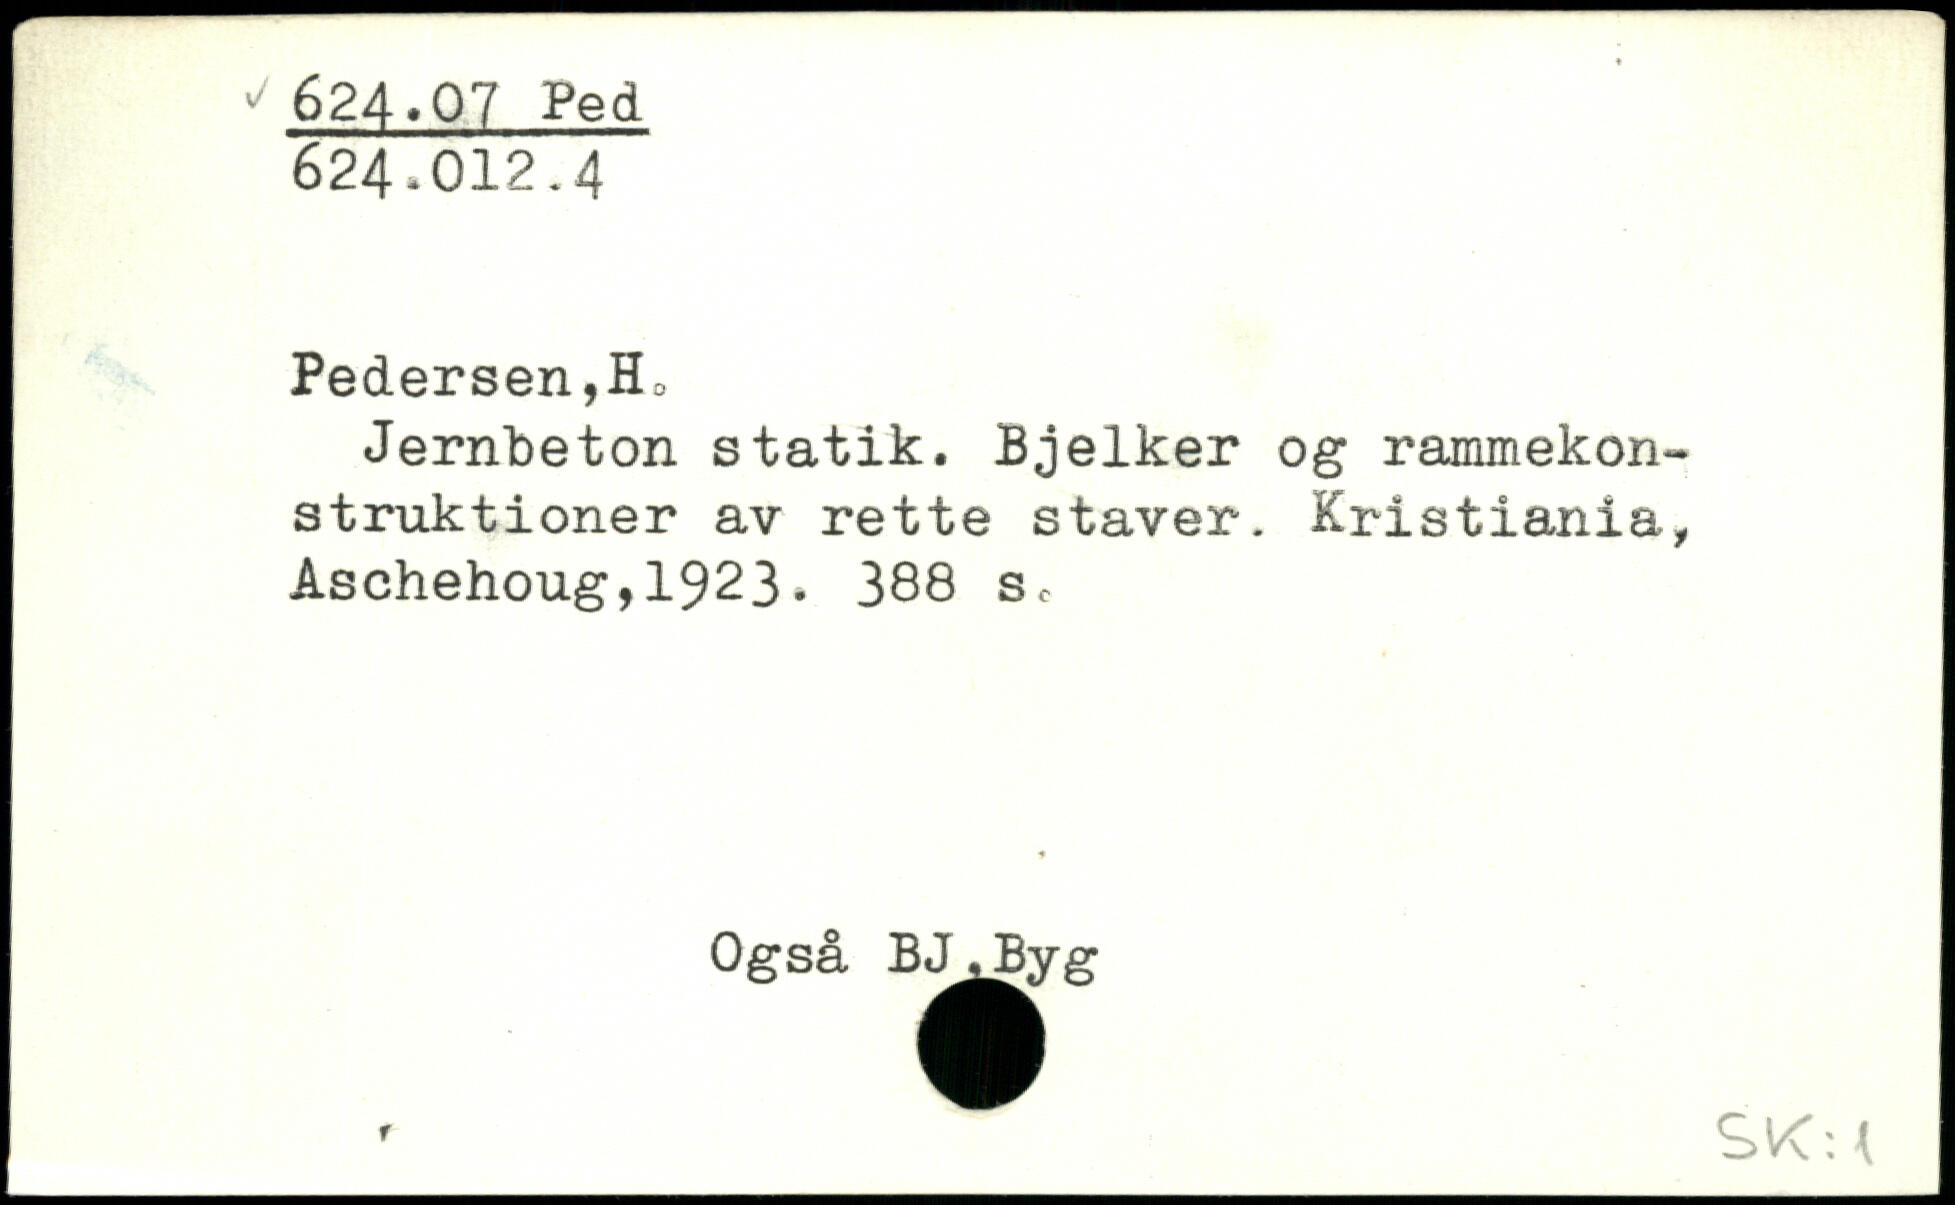 ✓ 624.07 Ped
624.012.4
Pedersen,H.
Jernbeton statik. Bjelker og rammekon-
struktioner av rette staver. Kristiania,
Aschehoug,1923. 388 s.
Også BJ,Byg
SK:1